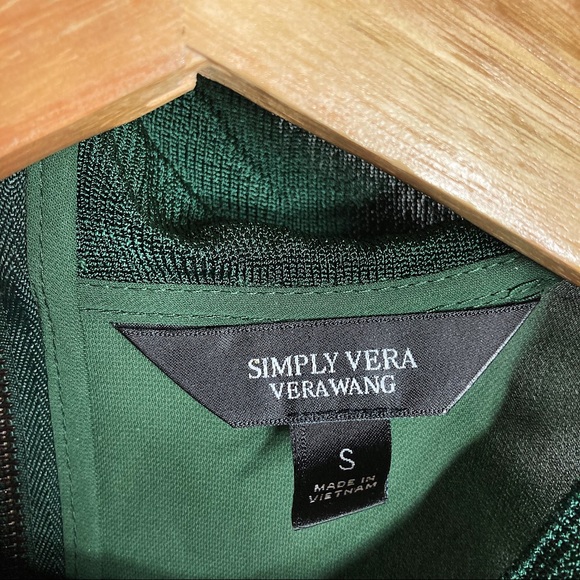 SIMPLY VERA
VERAWANG
S
MADE IN
VIETNAM